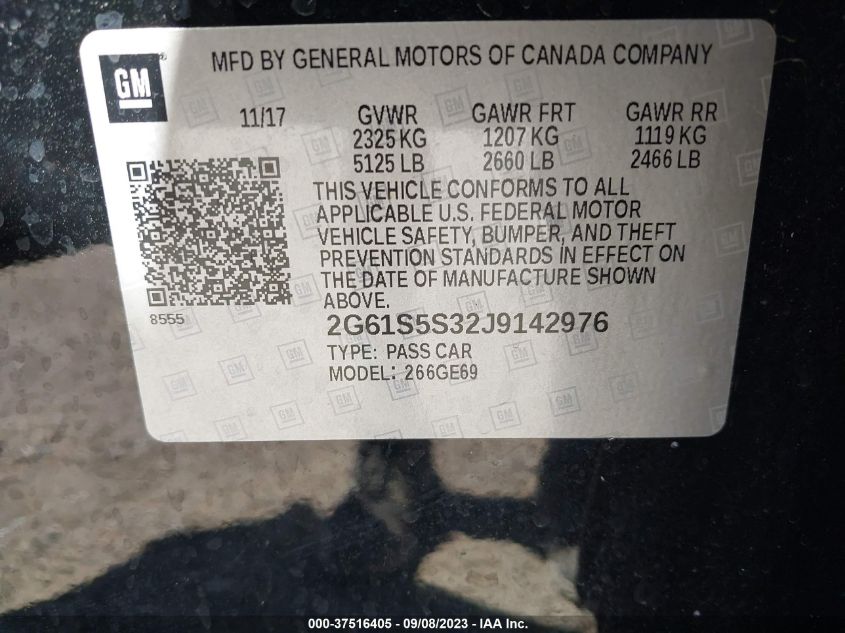 GM
MFD BY GENERAL MOTORS OF CANADA COMPANY
11/17 GVWR GAWR FRT GAWR RR
2325 KG 1207 KG 1119 KG
5125 LB 2660 LB 2466 LB
THIS VEHICLE CONFORMS TO ALL
APPLICABLE U.S. FEDERAL MOTOR
VEHICLE SAFETY, BUMPER, AND THEFT
PREVENTION STANDARDS IN EFFECT ON
THE DATE OF MANUFACTURE SHOWN
ABOVE.
8555
2G61S5S32J9142976
TYPE: PASS CAR
MODEL: 266GE69
000-37516405 - 09/08/2023 - IAA Inc.